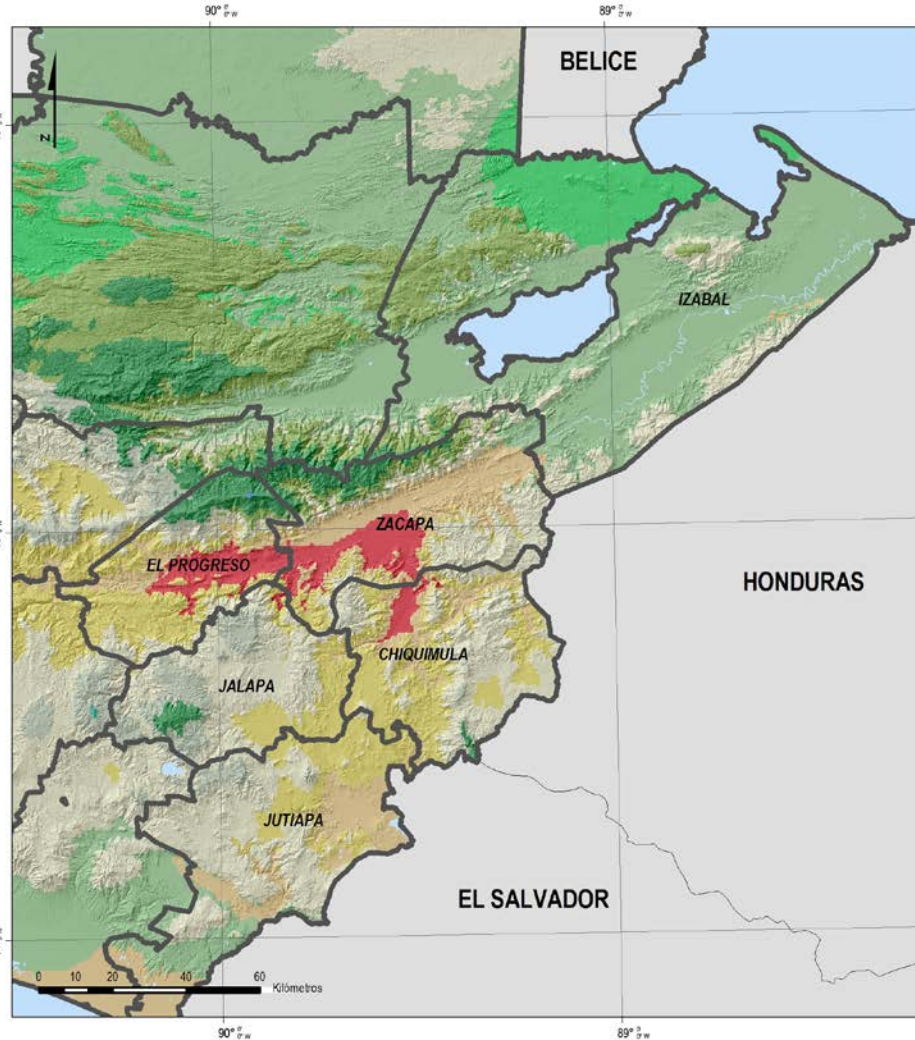 90°
89°
BELICE
N
IZABAL
ZACAPA
EL PROGRESO
HONDURAS
CHIQUIMULA
JALAPA
JUTIAPA
EL SALVADOR
0 10 20 40 60
Kilómetros
90°
89°